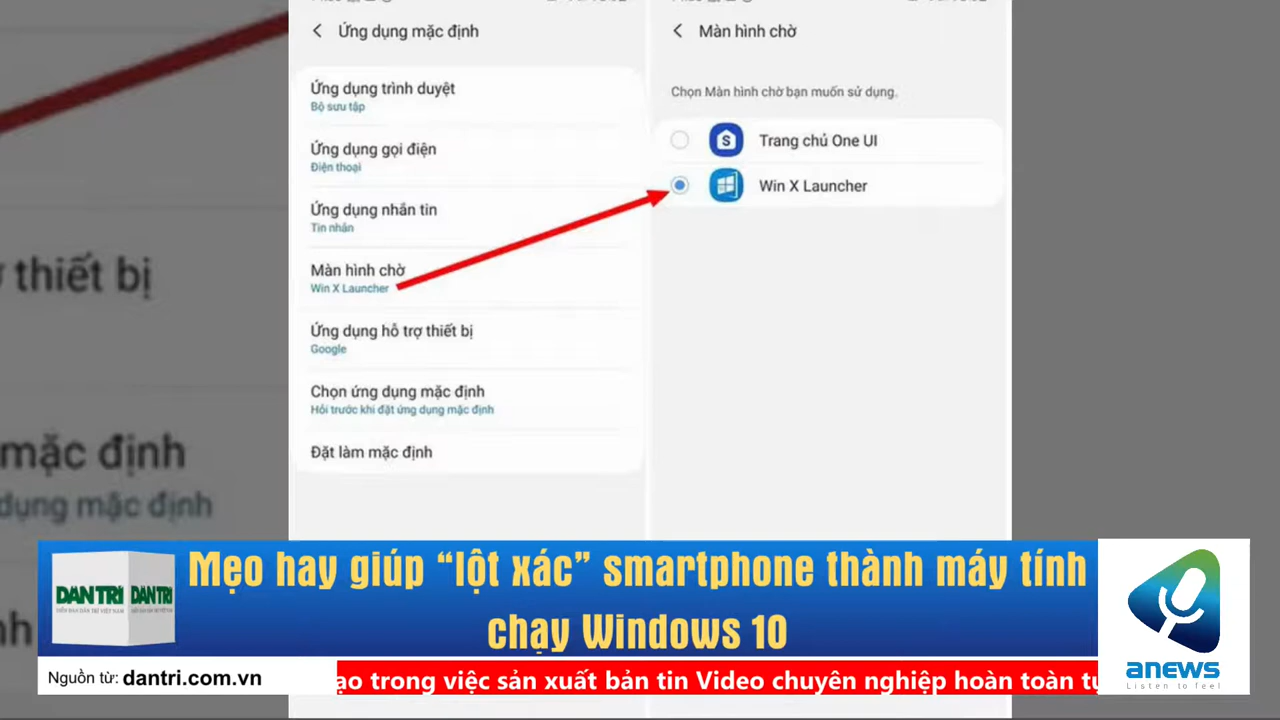 Ứng dụng mặc định
Ứng dụng trình duyệt
Bộ sưu tập
Ứng dụng gọi điện
Điện thoại
Ứng dụng nhắn tin
Tin nhắn
Màn hình chờ
Win X Launcher
Ứng dụng hỗ trợ thiết bị
Google
Chọn ứng dụng mặc định
Hỏi trước khi đặt ứng dụng mặc định
Đặt làm mặc định
Màn hình chờ
Chọn Màn hình chờ bạn muốn sử dụng.
Trang chủ One UI
Win X Launcher
thiết bị
mặc định
dụng mặc định
DANTRI
DANTRI
Mẹo hay giúp “lột xác” smartphone thành máy tính
chạy Windows 10
Nguồn từ: dantri.com.vn
ạo trong việc sản xuất bản tin Video chuyên nghiệp hoàn toàn tự
anews
Listen to feel